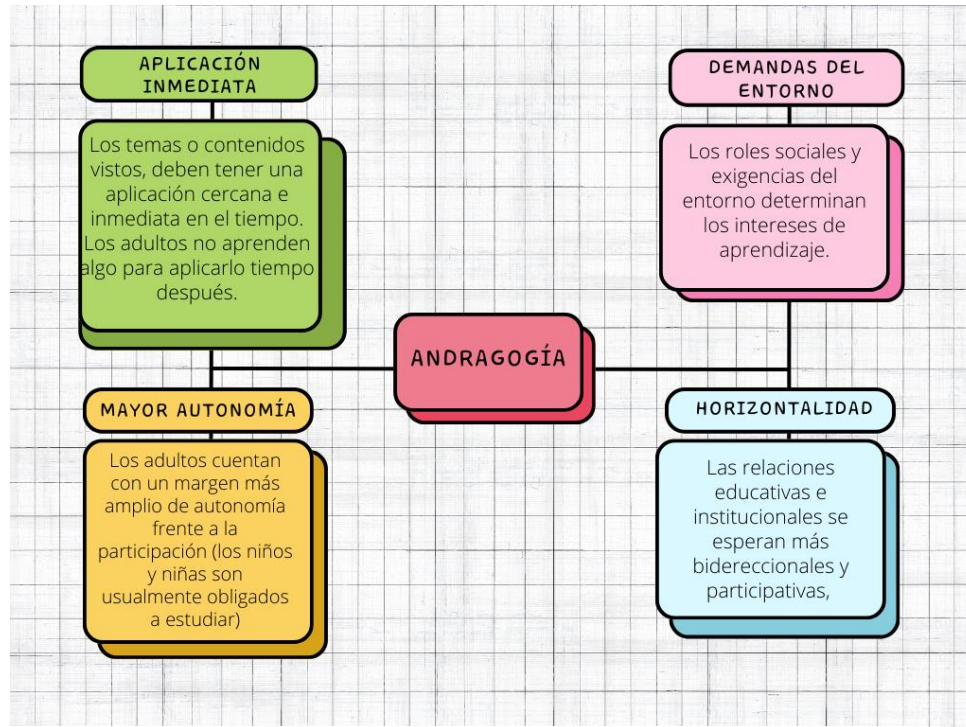 APLICACIÓN
INMEDIATA
Los temas o contenidos
vistos, deben tener una
aplicación cercana e
inmediata en el tiempo.
Los adultos no aprenden
algo para aplicarlo tiempo
después.
DEMANDAS DEL
ENTORNO
Los roles sociales y
exigencias del
entorno determinan
los intereses de
aprendizaje.
ANDRAGOGÍA
MAYOR AUTONOMÍA
Los adultos cuentan
con un margen más
amplio de autonomía
frente a la
participación (los niños
y niñas son
usualmente obligados
a estudiar)
HORIZONTALIDAD
Las relaciones
educativas e
institucionales se
esperan más
bidereccionales y
participativas,